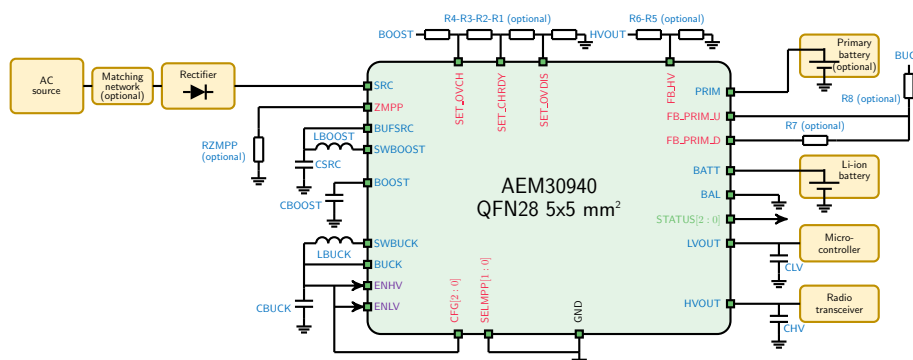 R4-R3-R2-R1 (optional)
R6-R5 (optional)
BOOST
HVOUT
Primary
battery
(optional)
BUC
AC
source
Matching
network
(optional)
Rectifier
SRC
ZMPP
BUFSRC
SWBOOST
BOOST
SWBUCK
BUCK
ENHV
ENLV
RZMPP
(optional)
LBOOST
CSRC
CBOOST
LBUCK
CBUCK
SET_OVCH
SET_CHRDY
SET_OVDIS
FB_HV
AEM30940
QFN28 5x5 mm²
PRIM
FB_PRIM_U
FB_PRIM_D
BATT
BAL
STATUS[2:0]
LVOUT
HVOUT
R8 (optional)
R7 (optional)
Li-ion
battery
Micro-
controller
CLV
Radio
transceiver
CHV
CFG[2:0]
SELMPP[1:0]
GND